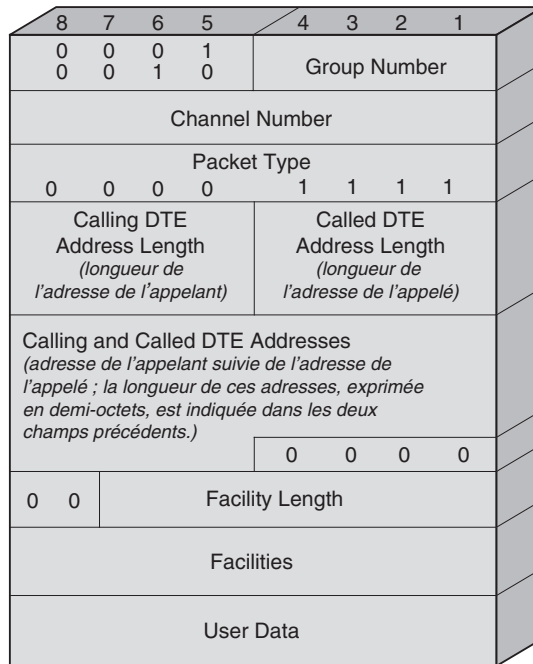 8 7 6 5 4 3 2 1
0 0 0 1
0 0 1 0
Group Number
Channel Number
Packet Type
0 0 0 0 1 1 1 1
Calling DTE
Address Length
(longueur de
l'adresse de l'appelant)
Called DTE
Address Length
(longueur de
l'adresse de l'appelé)
Calling and Called DTE Addresses
(adresse de l'appelant suivie de l'adresse de
l'appelé ; la longueur de ces adresses, exprimée
en demi-octets, est indiquée dans les deux
champs précédents.)
0 0 0 0
0 0 Facility Length
Facilities
User Data